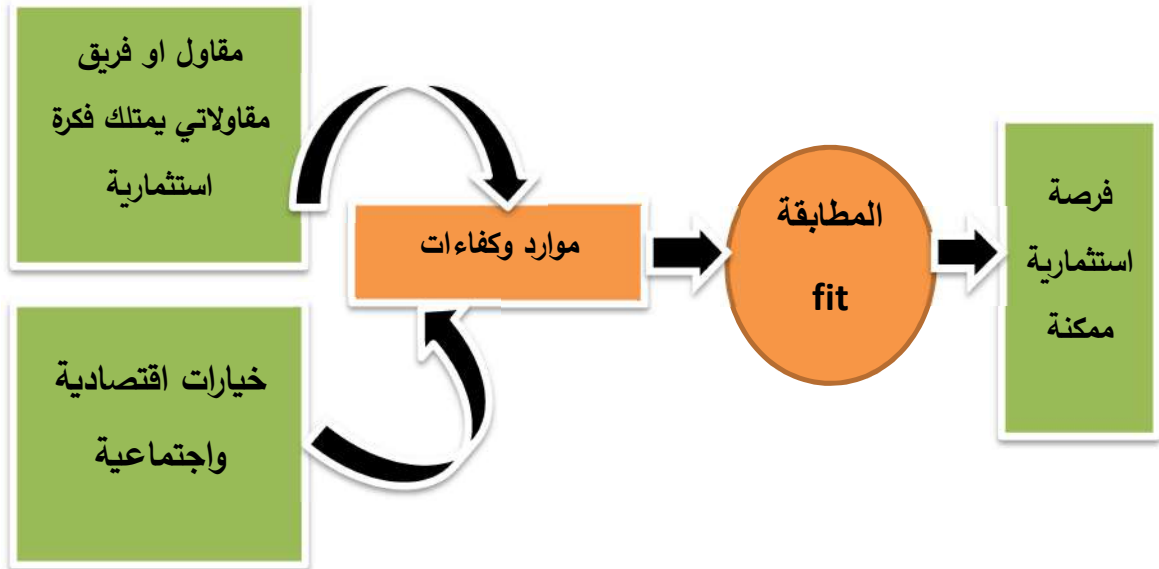 مقاول او فريق
مقاولاتي يمتلك فكرة
استثمارية
خيارات اقتصادية
واجتماعية
موارد وكفاءات
المطابقة
fit
فرصة
استثمارية
ممكنة